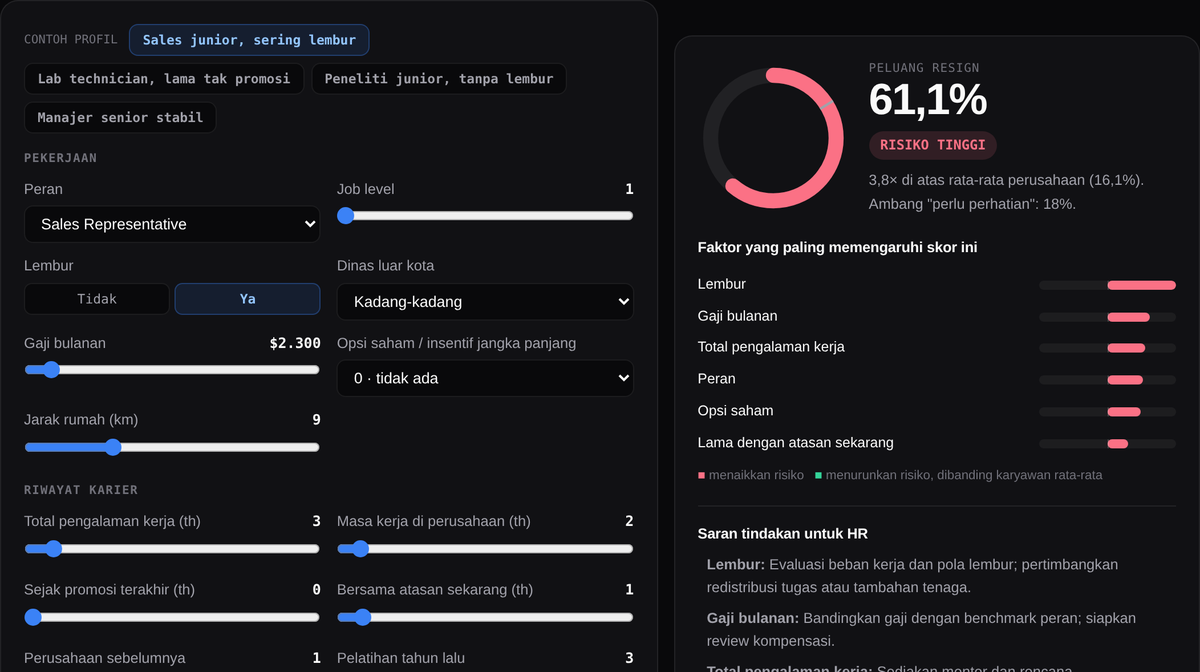 CONTOH PROFIL
Sales junior, sering lembur
Lab technician, lama tak promosi
Peneliti junior, tanpa lembur
Manajer senior stabil
PEKERJAAN
Peran
Sales Representative
Job level 1
Lembur
Tidak Ya
Dinas luar kota
Kadang-kadang
Gaji bulanan $2.300
Opsi saham / insentif jangka panjang
0 · tidak ada
Jarak rumah (km) 9
RIWAYAT KARIER
Total pengalaman kerja (th) 3
Masa kerja di perusahaan (th) 2
Sejak promosi terakhir (th) 0
Bersama atasan sekarang (th) 1
Perusahaan sebelumnya 1
Pelatihan tahun lalu 3
PELUANG RESIGN
61,1%
RISIKO TINGGI
3,8× di atas rata-rata perusahaan (16,1%).
Ambang "perlu perhatian": 18%.
Faktor yang paling memengaruhi skor ini
Lembur
Gaji bulanan
Total pengalaman kerja
Peran
Opsi saham
Lama dengan atasan sekarang
menaikkan risiko menurunkan risiko, dibanding karyawan rata-rata
Saran tindakan untuk HR
Lembur: Evaluasi beban kerja dan pola lembur; pertimbangkan
redistribusi tugas atau tambahan tenaga.
Gaji bulanan: Bandingkan gaji dengan benchmark peran; siapkan
review kompensasi.
Total pengalaman kerja: Sediakan mentor dan rencana